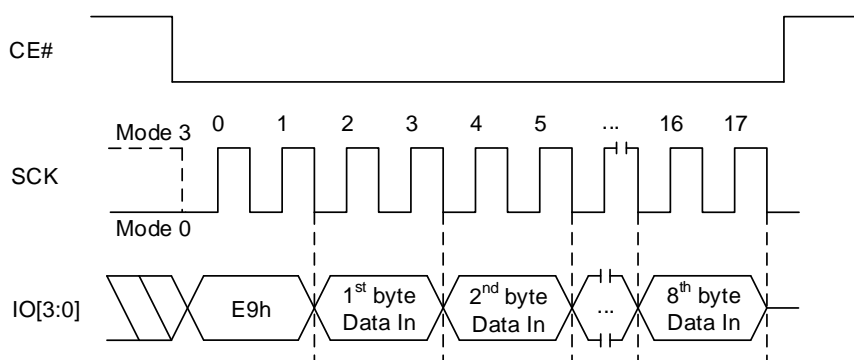 CE#
Mode 3
0 1 2 3 4 5 ... 16 17
SCK
Mode 0
IO[3:0]
E9h
1st byte
Data In
2nd byte
Data In
...
8th byte
Data In